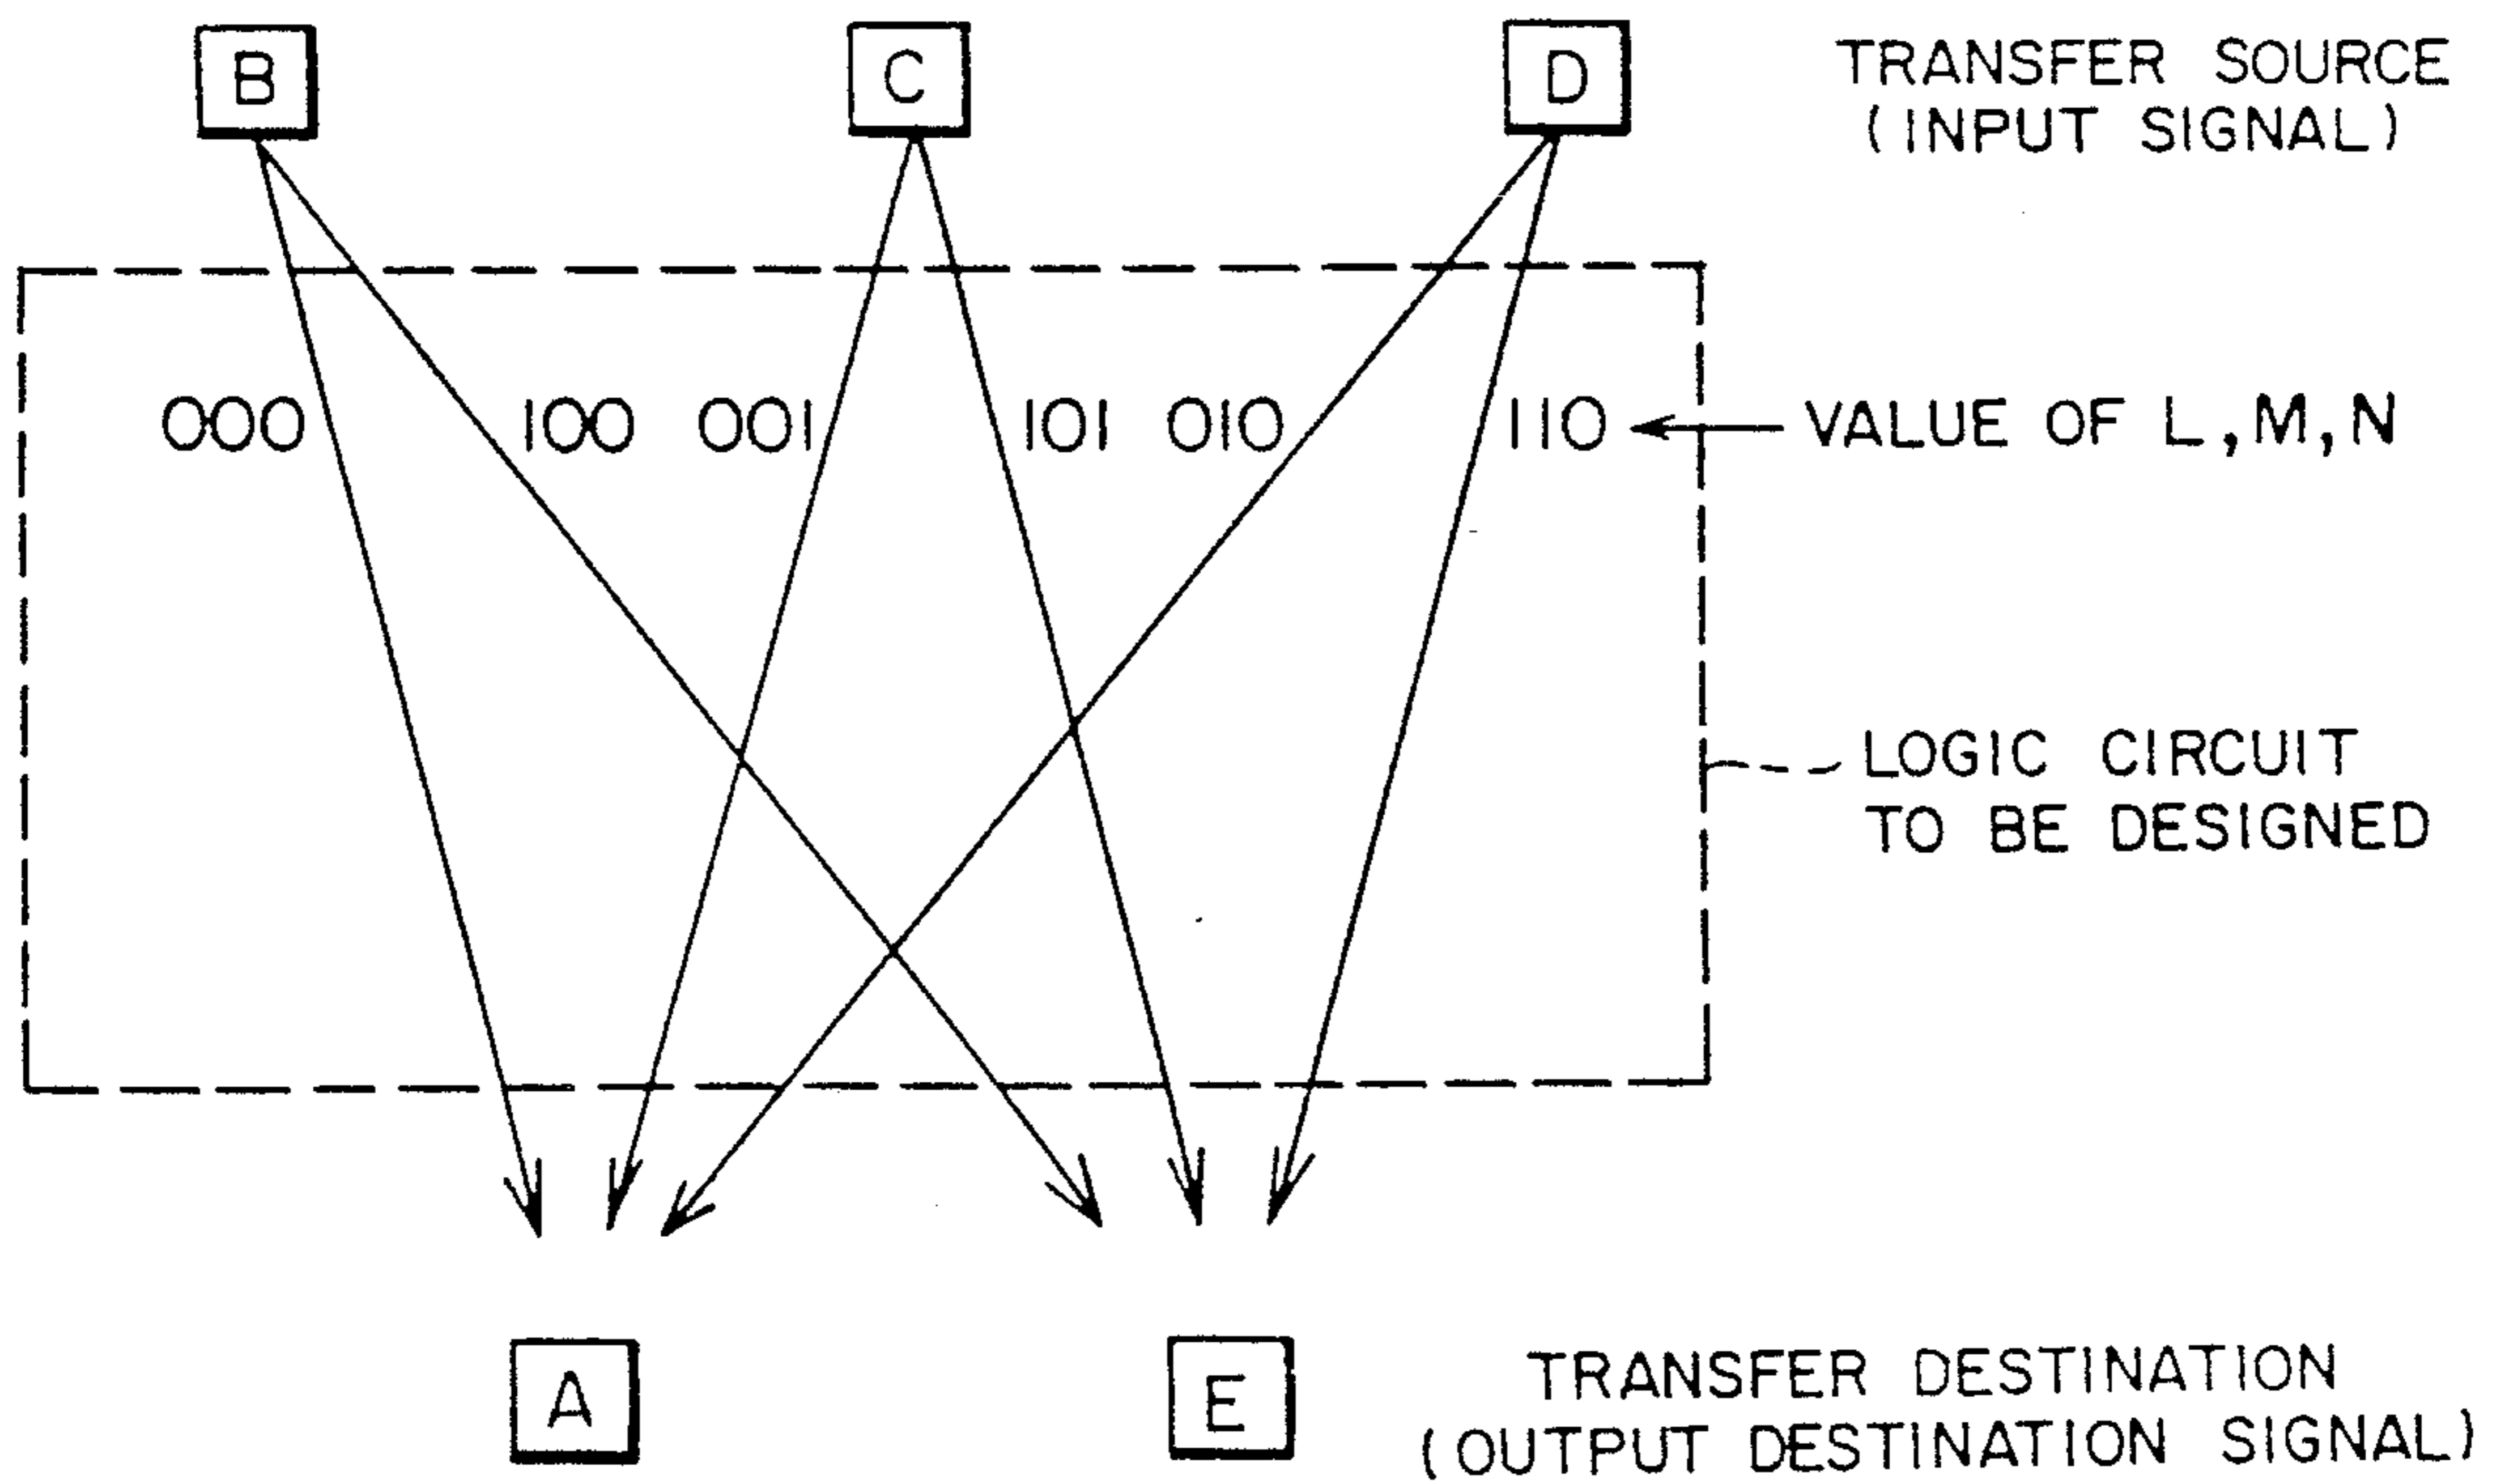 B C D TRANSFER SOURCE
(INPUT SIGNAL)
000 100 001 101 010 110 VALUE OF L,M,N
LOGIC CIRCUIT
TO BE DESIGNED
A E TRANSFER DESTINATION
(OUTPUT DESTINATION SIGNAL)